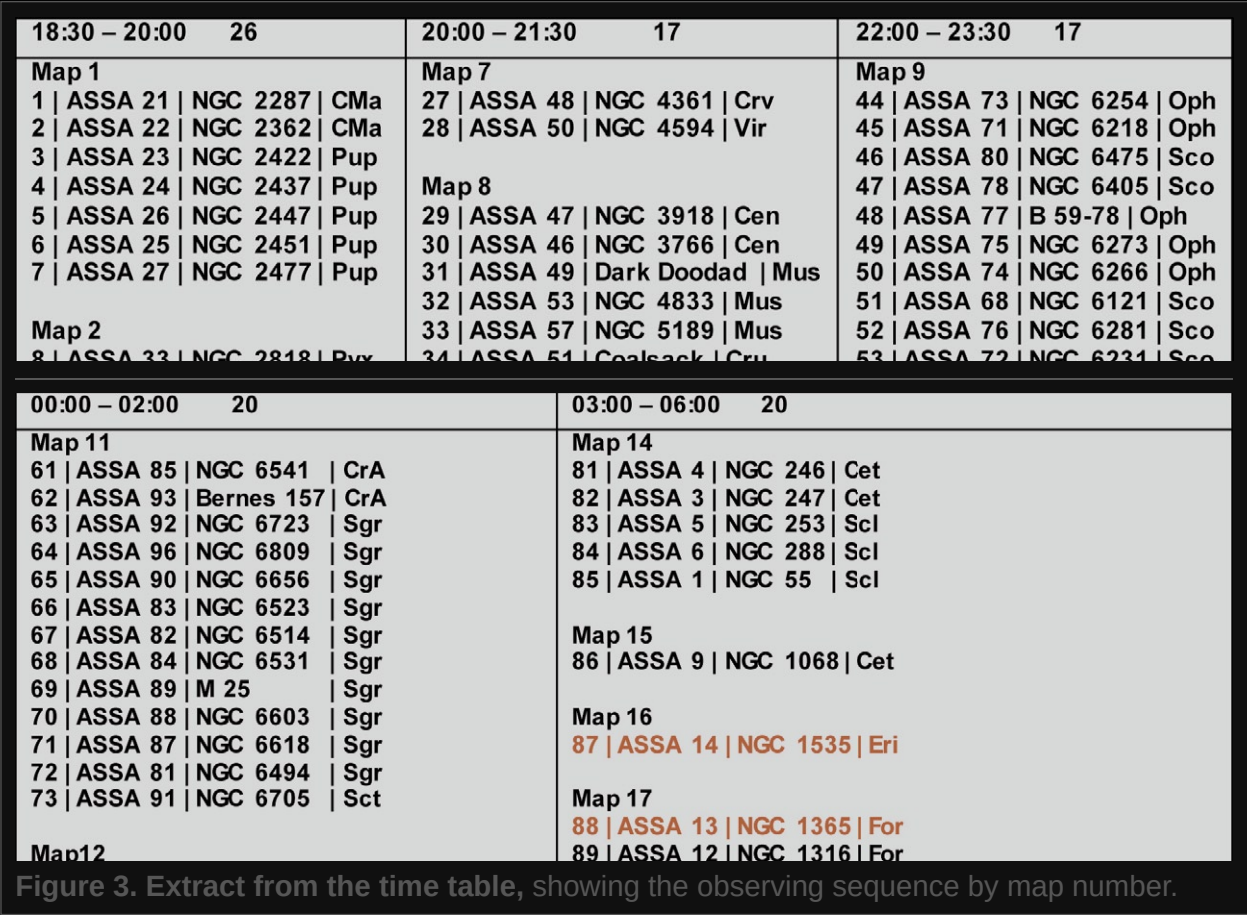 18:30 – 20:00 26
Map 1
1 | ASSA 21 | NGC 2287 | CMa
2 | ASSA 22 | NGC 2362 | CMa
3 | ASSA 23 | NGC 2422 | Pup
4 | ASSA 24 | NGC 2437 | Pup
5 | ASSA 26 | NGC 2447 | Pup
6 | ASSA 25 | NGC 2451 | Pup
7 | ASSA 27 | NGC 2477 | Pup
Map 2
8 | ASSA 33 | NGC 2818 | Pyx
20:00 – 21:30 17
Map 7
27 | ASSA 48 | NGC 4361 | Crv
28 | ASSA 50 | NGC 4594 | Vir
Map 8
29 | ASSA 47 | NGC 3918 | Cen
30 | ASSA 46 | NGC 3766 | Cen
31 | ASSA 49 | Dark Doodad | Mus
32 | ASSA 53 | NGC 4833 | Mus
33 | ASSA 57 | NGC 5189 | Mus
34 | ASSA 51 | Coalsack | Cru
22:00 – 23:30 17
Map 9
44 | ASSA 73 | NGC 6254 | Oph
45 | ASSA 71 | NGC 6218 | Oph
46 | ASSA 80 | NGC 6475 | Sco
47 | ASSA 78 | NGC 6405 | Sco
48 | ASSA 77 | B 59-78 | Oph
49 | ASSA 75 | NGC 6273 | Oph
50 | ASSA 74 | NGC 6266 | Oph
51 | ASSA 68 | NGC 6121 | Sco
52 | ASSA 76 | NGC 6281 | Sco
53 | ASSA 72 | NGC 6231 | Sco
00:00 – 02:00 20
Map 11
61 | ASSA 85 | NGC 6541 | CrA
62 | ASSA 93 | Bernes 157 | CrA
63 | ASSA 92 | NGC 6723 | Sgr
64 | ASSA 96 | NGC 6809 | Sgr
65 | ASSA 90 | NGC 6656 | Sgr
66 | ASSA 83 | NGC 6523 | Sgr
67 | ASSA 82 | NGC 6514 | Sgr
68 | ASSA 84 | NGC 6531 | Sgr
69 | ASSA 89 | M 25 | Sgr
70 | ASSA 88 | NGC 6603 | Sgr
71 | ASSA 87 | NGC 6618 | Sgr
72 | ASSA 81 | NGC 6494 | Sgr
73 | ASSA 91 | NGC 6705 | Sct
Map12
03:00 – 06:00 20
Map 14
81 | ASSA 4 | NGC 246 | Cet
82 | ASSA 3 | NGC 247 | Cet
83 | ASSA 5 | NGC 253 | Scl
84 | ASSA 6 | NGC 288 | Scl
85 | ASSA 1 | NGC 55 | Scl
Map 15
86 | ASSA 9 | NGC 1068 | Cet
Map 16
87 | ASSA 14 | NGC 1535 | Eri
Map 17
88 | ASSA 13 | NGC 1365 | For
89 | ASSA 12 | NGC 1316 | For
Figure 3. Extract from the time table, showing the observing sequence by map number.